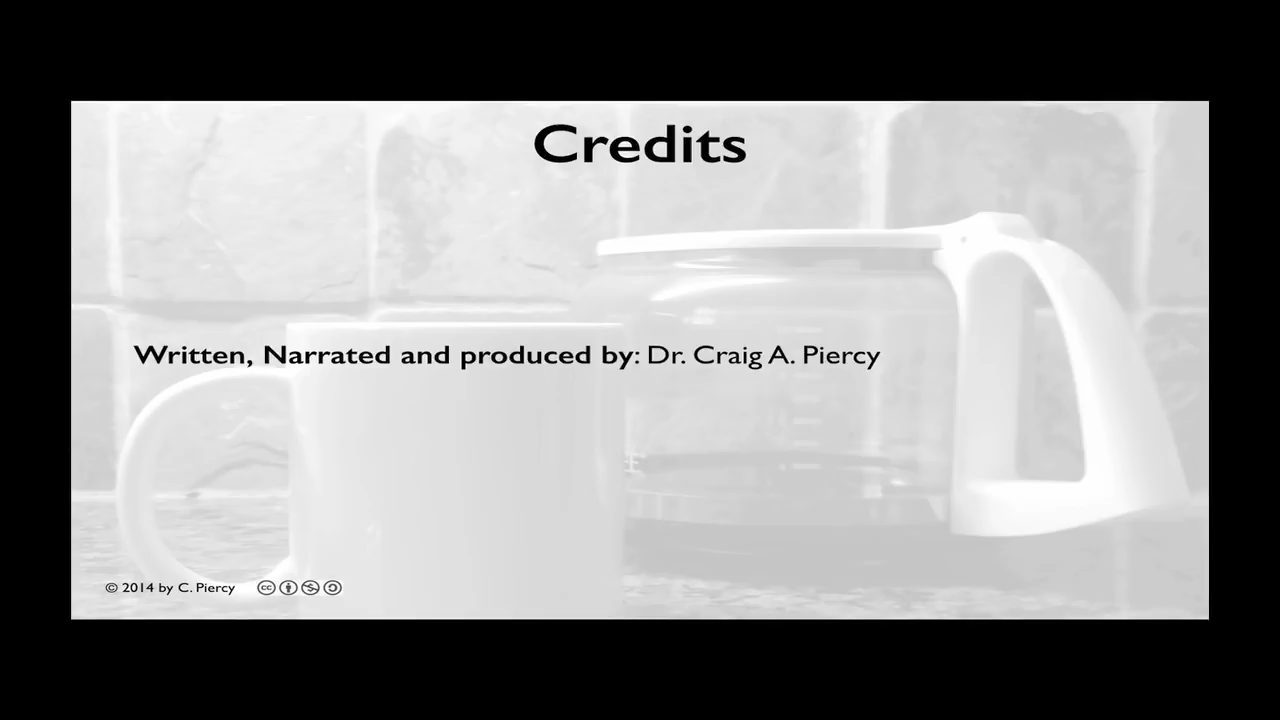 Credits
Written, Narrated and produced by: Dr. Craig A. Piercy
© 2014 by C. Piercy